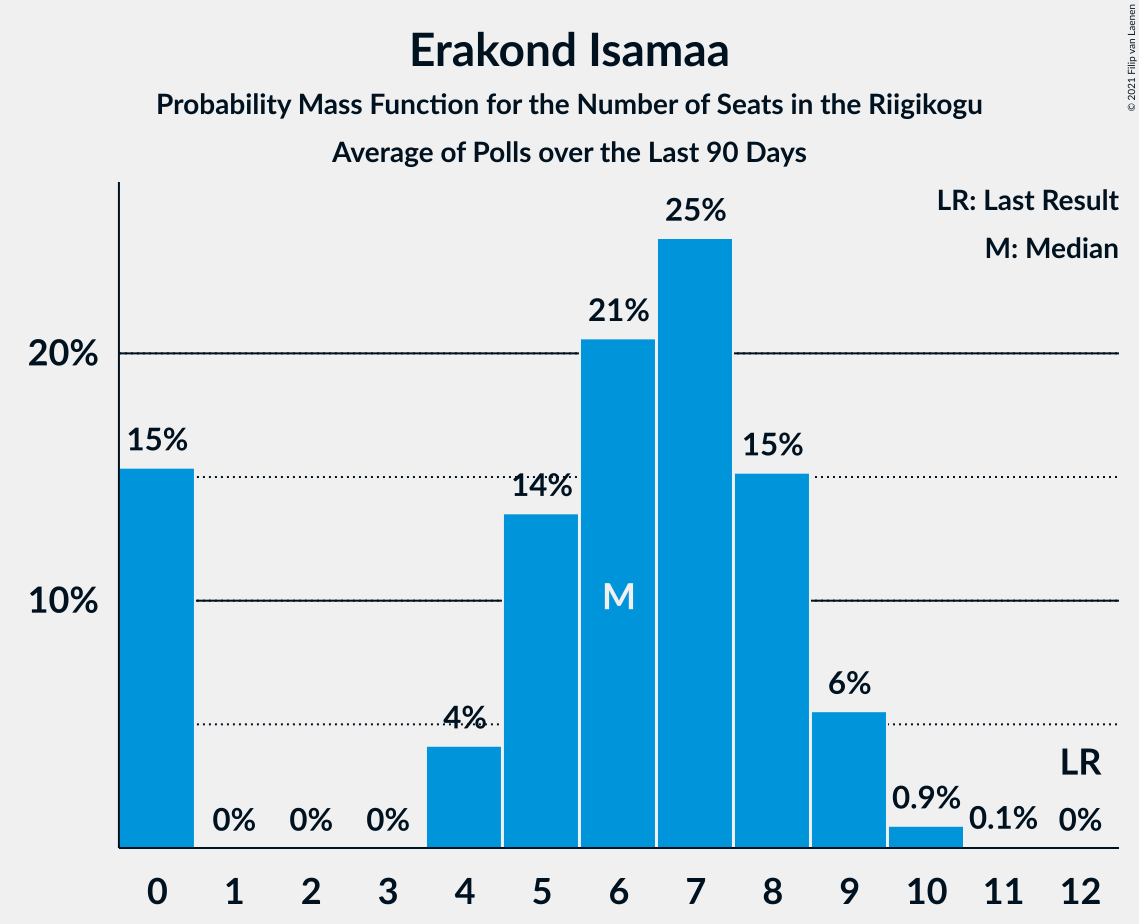 Erakond Isamaa
Probability Mass Function for the Number of Seats in the Riigikogu
Average of Polls over the Last 90 Days
© 2021 Filip van Laenen
LR: Last Result
M: Median
25%
21%
20%
15%
15%
14%
M
10%
6%
4%
LR
0.9%
0% 0% 0% 0.1% 0%
0 1 2 3 4 5 6 7 8 9 10 11 12